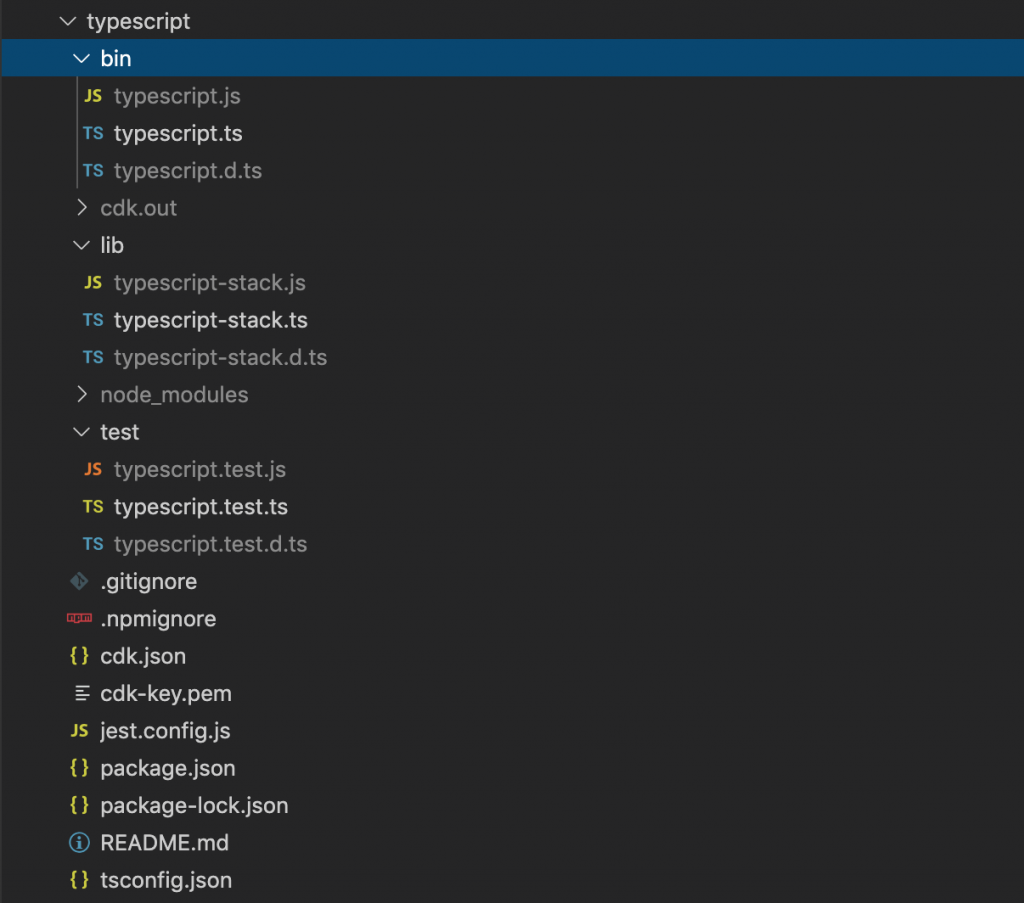 typescript
bin
JS typescript.js
TS typescript.ts
TS typescript.d.ts
cdk.out
lib
JS typescript-stack.js
TS typescript-stack.ts
TS typescript-stack.d.ts
node_modules
test
JS typescript.test.js
TS typescript.test.ts
TS typescript.test.d.ts
.gitignore
npm .npmignore
{ } cdk.json
cdk-key.pem
JS jest.config.js
{ } package.json
{ } package-lock.json
i README.md
{ } tsconfig.json